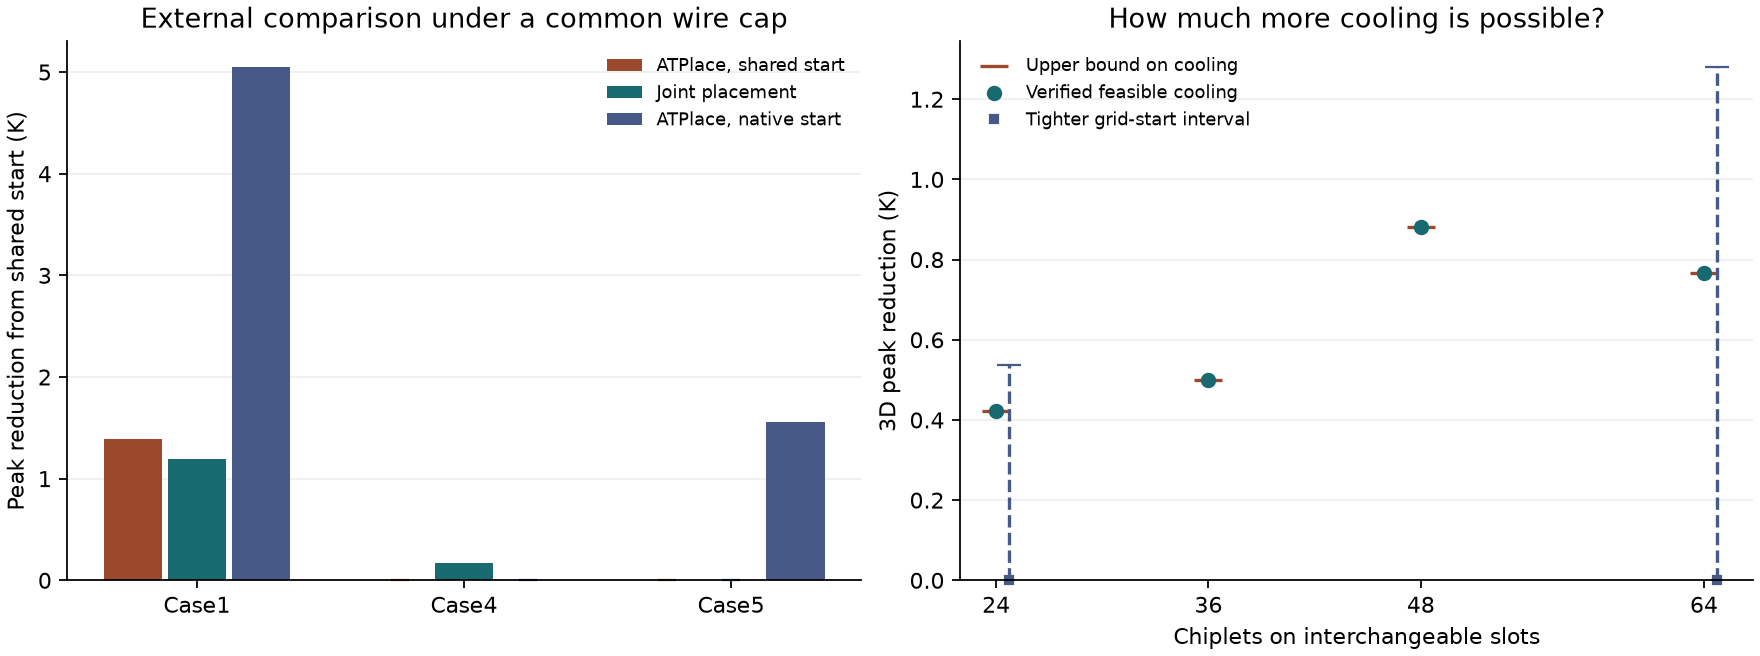 External comparison under a common wire cap
Peak reduction from shared start (K)
5
4
3
2
1
0
ATPlace, shared start
Joint placement
ATPlace, native start
Case1
Case4
Case5
How much more cooling is possible?
3D peak reduction (K)
1.2
1.0
0.8
0.6
0.4
0.2
0.0
Upper bound on cooling
Verified feasible cooling
Tighter grid-start interval
24
36
48
64
Chiplets on interchangeable slots